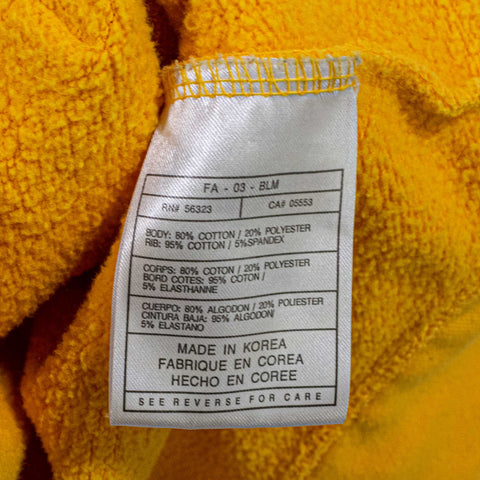 FA - 03 - BLM
RN# 56323 CA# 05553
BODY: 80% COTTON / 20% POLYESTER
RIB: 95% COTTON / 5%SPANDEX
CORPS: 80% COTON / 20% POLYESTER
BORD COTES: 95% COTON /
5% ELASTHANNE
CUERPO: 80% ALGODON / 20% POLIESTER
CINTURA BAJA: 95% ALGODON/
5% ELASTANO
MADE IN KOREA
FABRIQUE EN COREA
HECHO EN COREE
SEE REVERSE FOR CARE